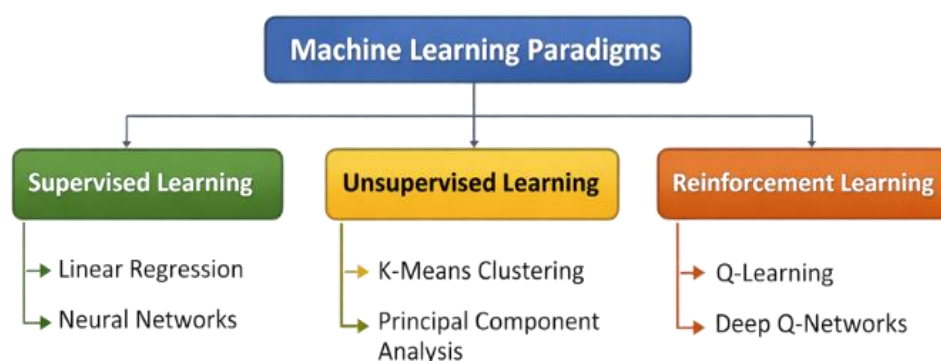 Machine Learning Paradigms
Supervised Learning
Unsupervised Learning
Reinforcement Learning
Linear Regression
Neural Networks
K-Means Clustering
Principal Component
Analysis
Q-Learning
Deep Q-Networks